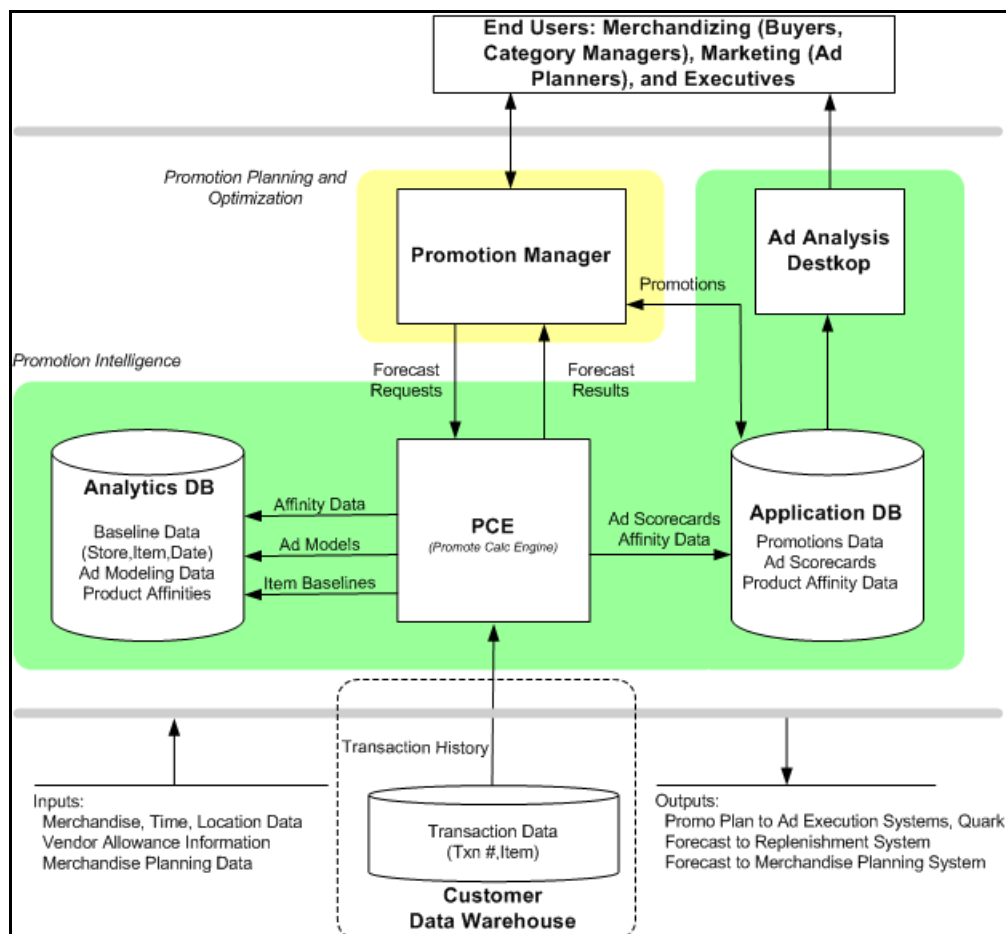 End Users: Merchandizing (Buyers,
Category Managers), Marketing (Ad
Planners), and Executives
Promotion Planning and
Optimization
Promotion Manager
Ad Analysis
Destkop
Promotions
Promotion Intelligence
Forecast
Requests
Forecast
Results
Analytics DB
Baseline Data
(Store,Item,Date)
Ad Modeling Data
Product Affinities
Affinity Data
Ad Models
Item Baselines
PCE
(Promote Calc Engine)
Ad Scorecards
Affinity Data
Application DB
Promotions Data
Ad Scorecards
Product Affinity Data
Transaction History
Inputs:
Merchandise, Time, Location Data
Vendor Allowance Information
Merchandise Planning Data
Transaction Data
(Txn #,Item)
Customer
Data Warehouse
Outputs:
Promo Plan to Ad Execution Systems, Quark
Forecast to Replenishment System
Forecast to Merchandise Planning System